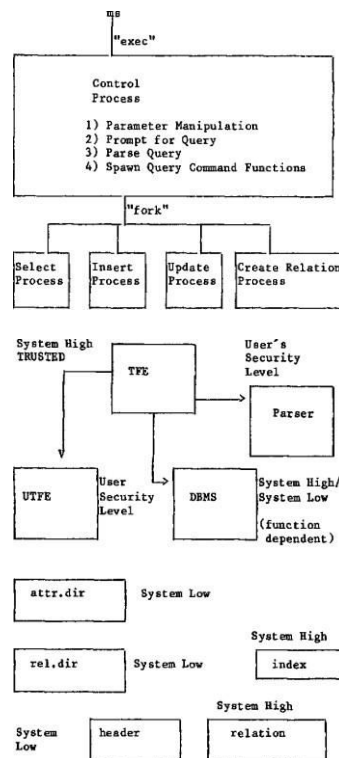 ms
"exec"
Control
Process
1) Parameter Manipulation
2) Prompt for Query
3) Parse Query
4) Spawn Query Command Functions
"fork"
Select
Process
Insert
Process
Update
Process
Create Relation
Process
System High
TRUSTED
TFE
User's
Security
Level
Parser
UTFE
User
Security
Level
DBMS
System High/
System Low
(function
dependent)
attr.dir
System Low
System High
rel.dir
System Low
index
System High
System
Low
header
relation